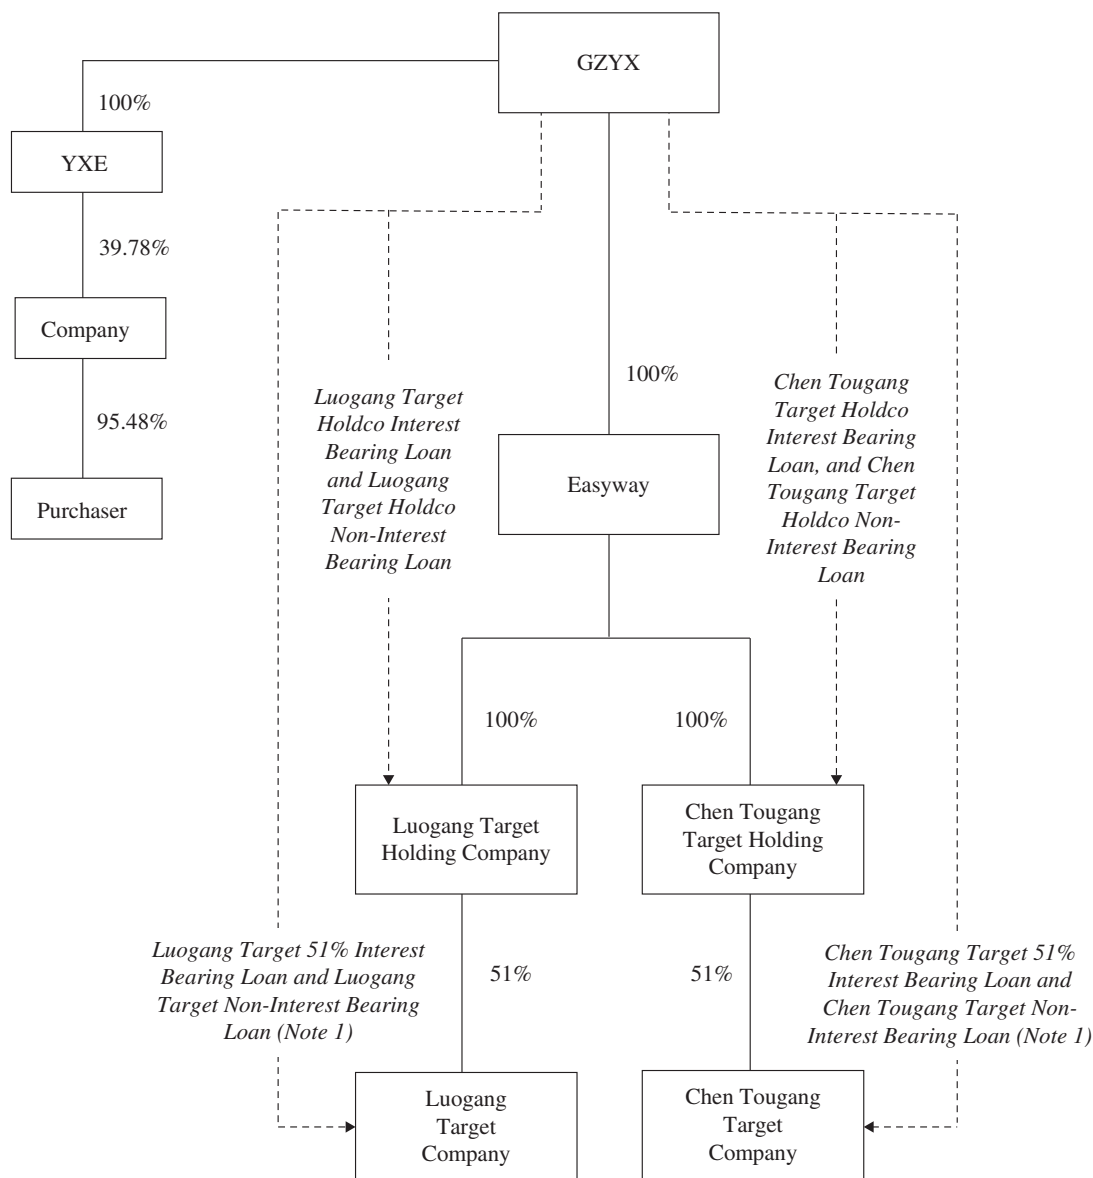 GZYX
100%
YXE
39.78%
Company
95.48%
Purchaser
100%
Luogang Target
Holdco Interest
Bearing Loan
and Luogang
Target Holdco
Non-Interest
Bearing Loan
Chen Tougang
Target Holdco
Interest Bearing
Loan, and Chen
Tougang Target
Holdco Non-
Interest Bearing
Loan
Easyway
100%
100%
Luogang Target
Holding Company
Chen Tougang
Target Holding
Company
Luogang Target 51% Interest
Bearing Loan and Luogang
Target Non-Interest Bearing
Loan (Note 1)
51%
51%
Chen Tougang Target 51%
Interest Bearing Loan and
Chen Tougang Target Non-
Interest Bearing Loan (Note 1)
Luogang
Target
Company
Chen Tougang
Target
Company